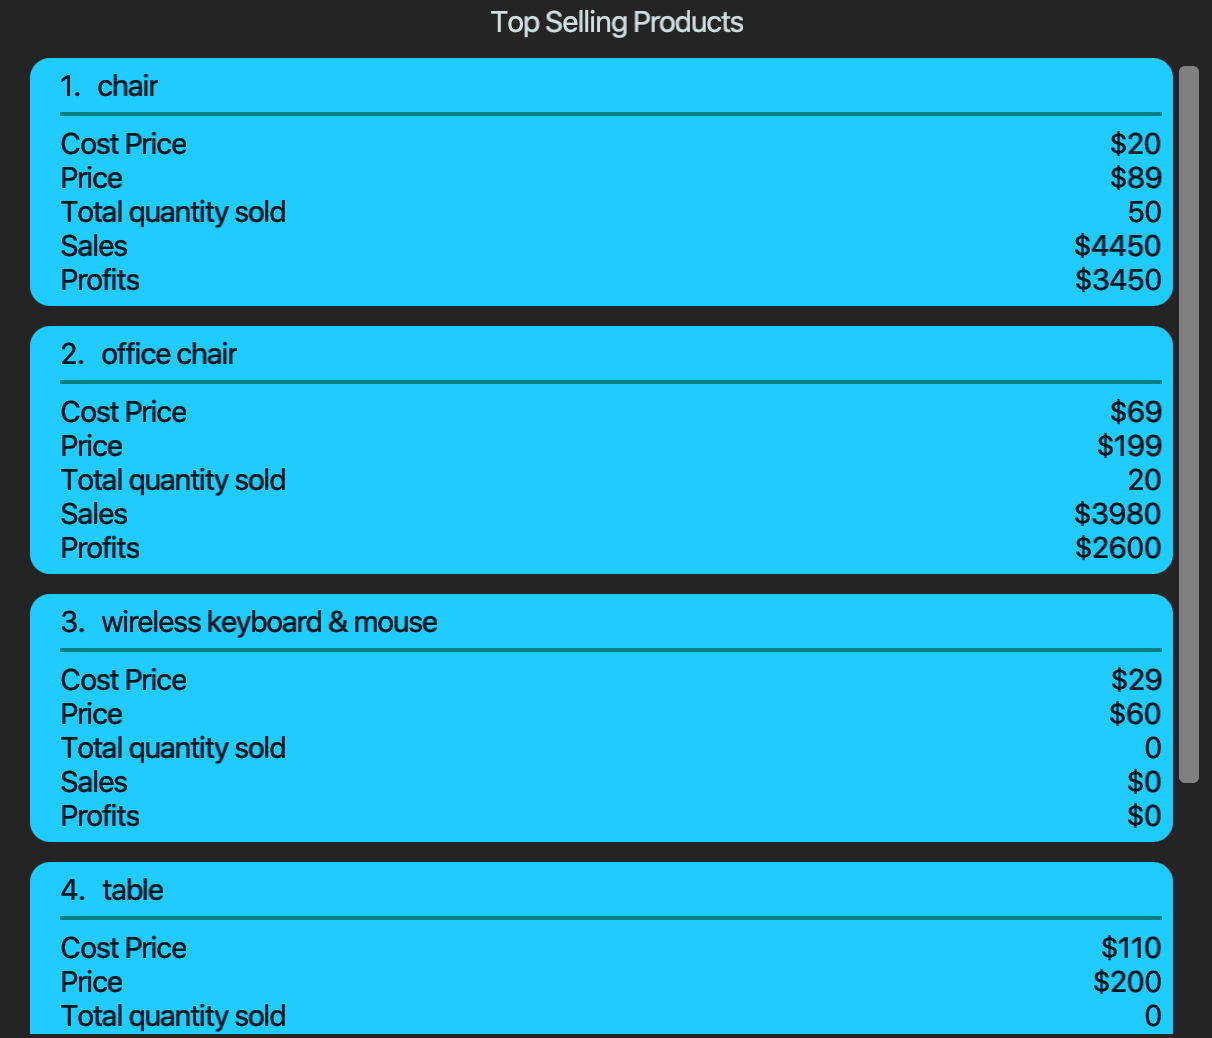 Top Selling Products
1. chair
Cost Price $20
Price $89
Total quantity sold 50
Sales $4450
Profits $3450
2. office chair
Cost Price $69
Price $199
Total quantity sold 20
Sales $3980
Profits $2600
3. wireless keyboard & mouse
Cost Price $29
Price $60
Total quantity sold 0
Sales $0
Profits $0
4. table
Cost Price $110
Price $200
Total quantity sold 0